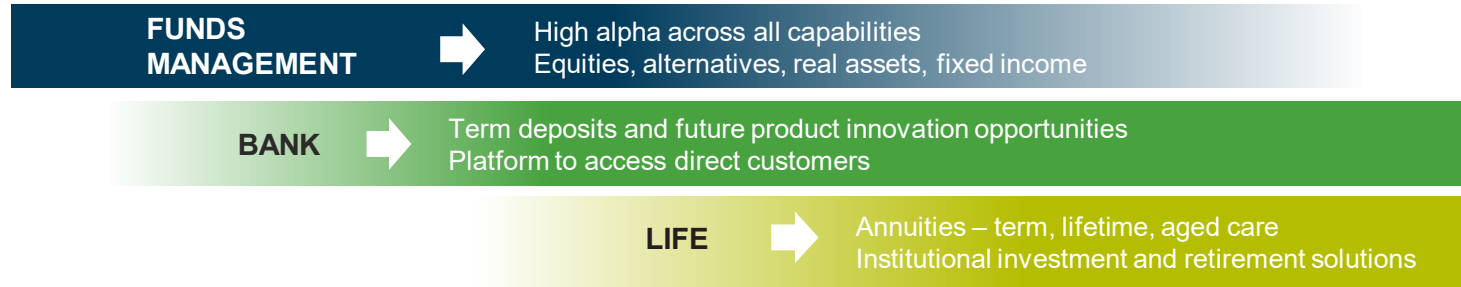 FUNDS
MANAGEMENT
High alpha across all capabilities
Equities, alternatives, real assets, fixed income
BANK
Term deposits and future product innovation opportunities
Platform to access direct customers
LIFE
Annuities – term, lifetime, aged care
Institutional investment and retirement solutions